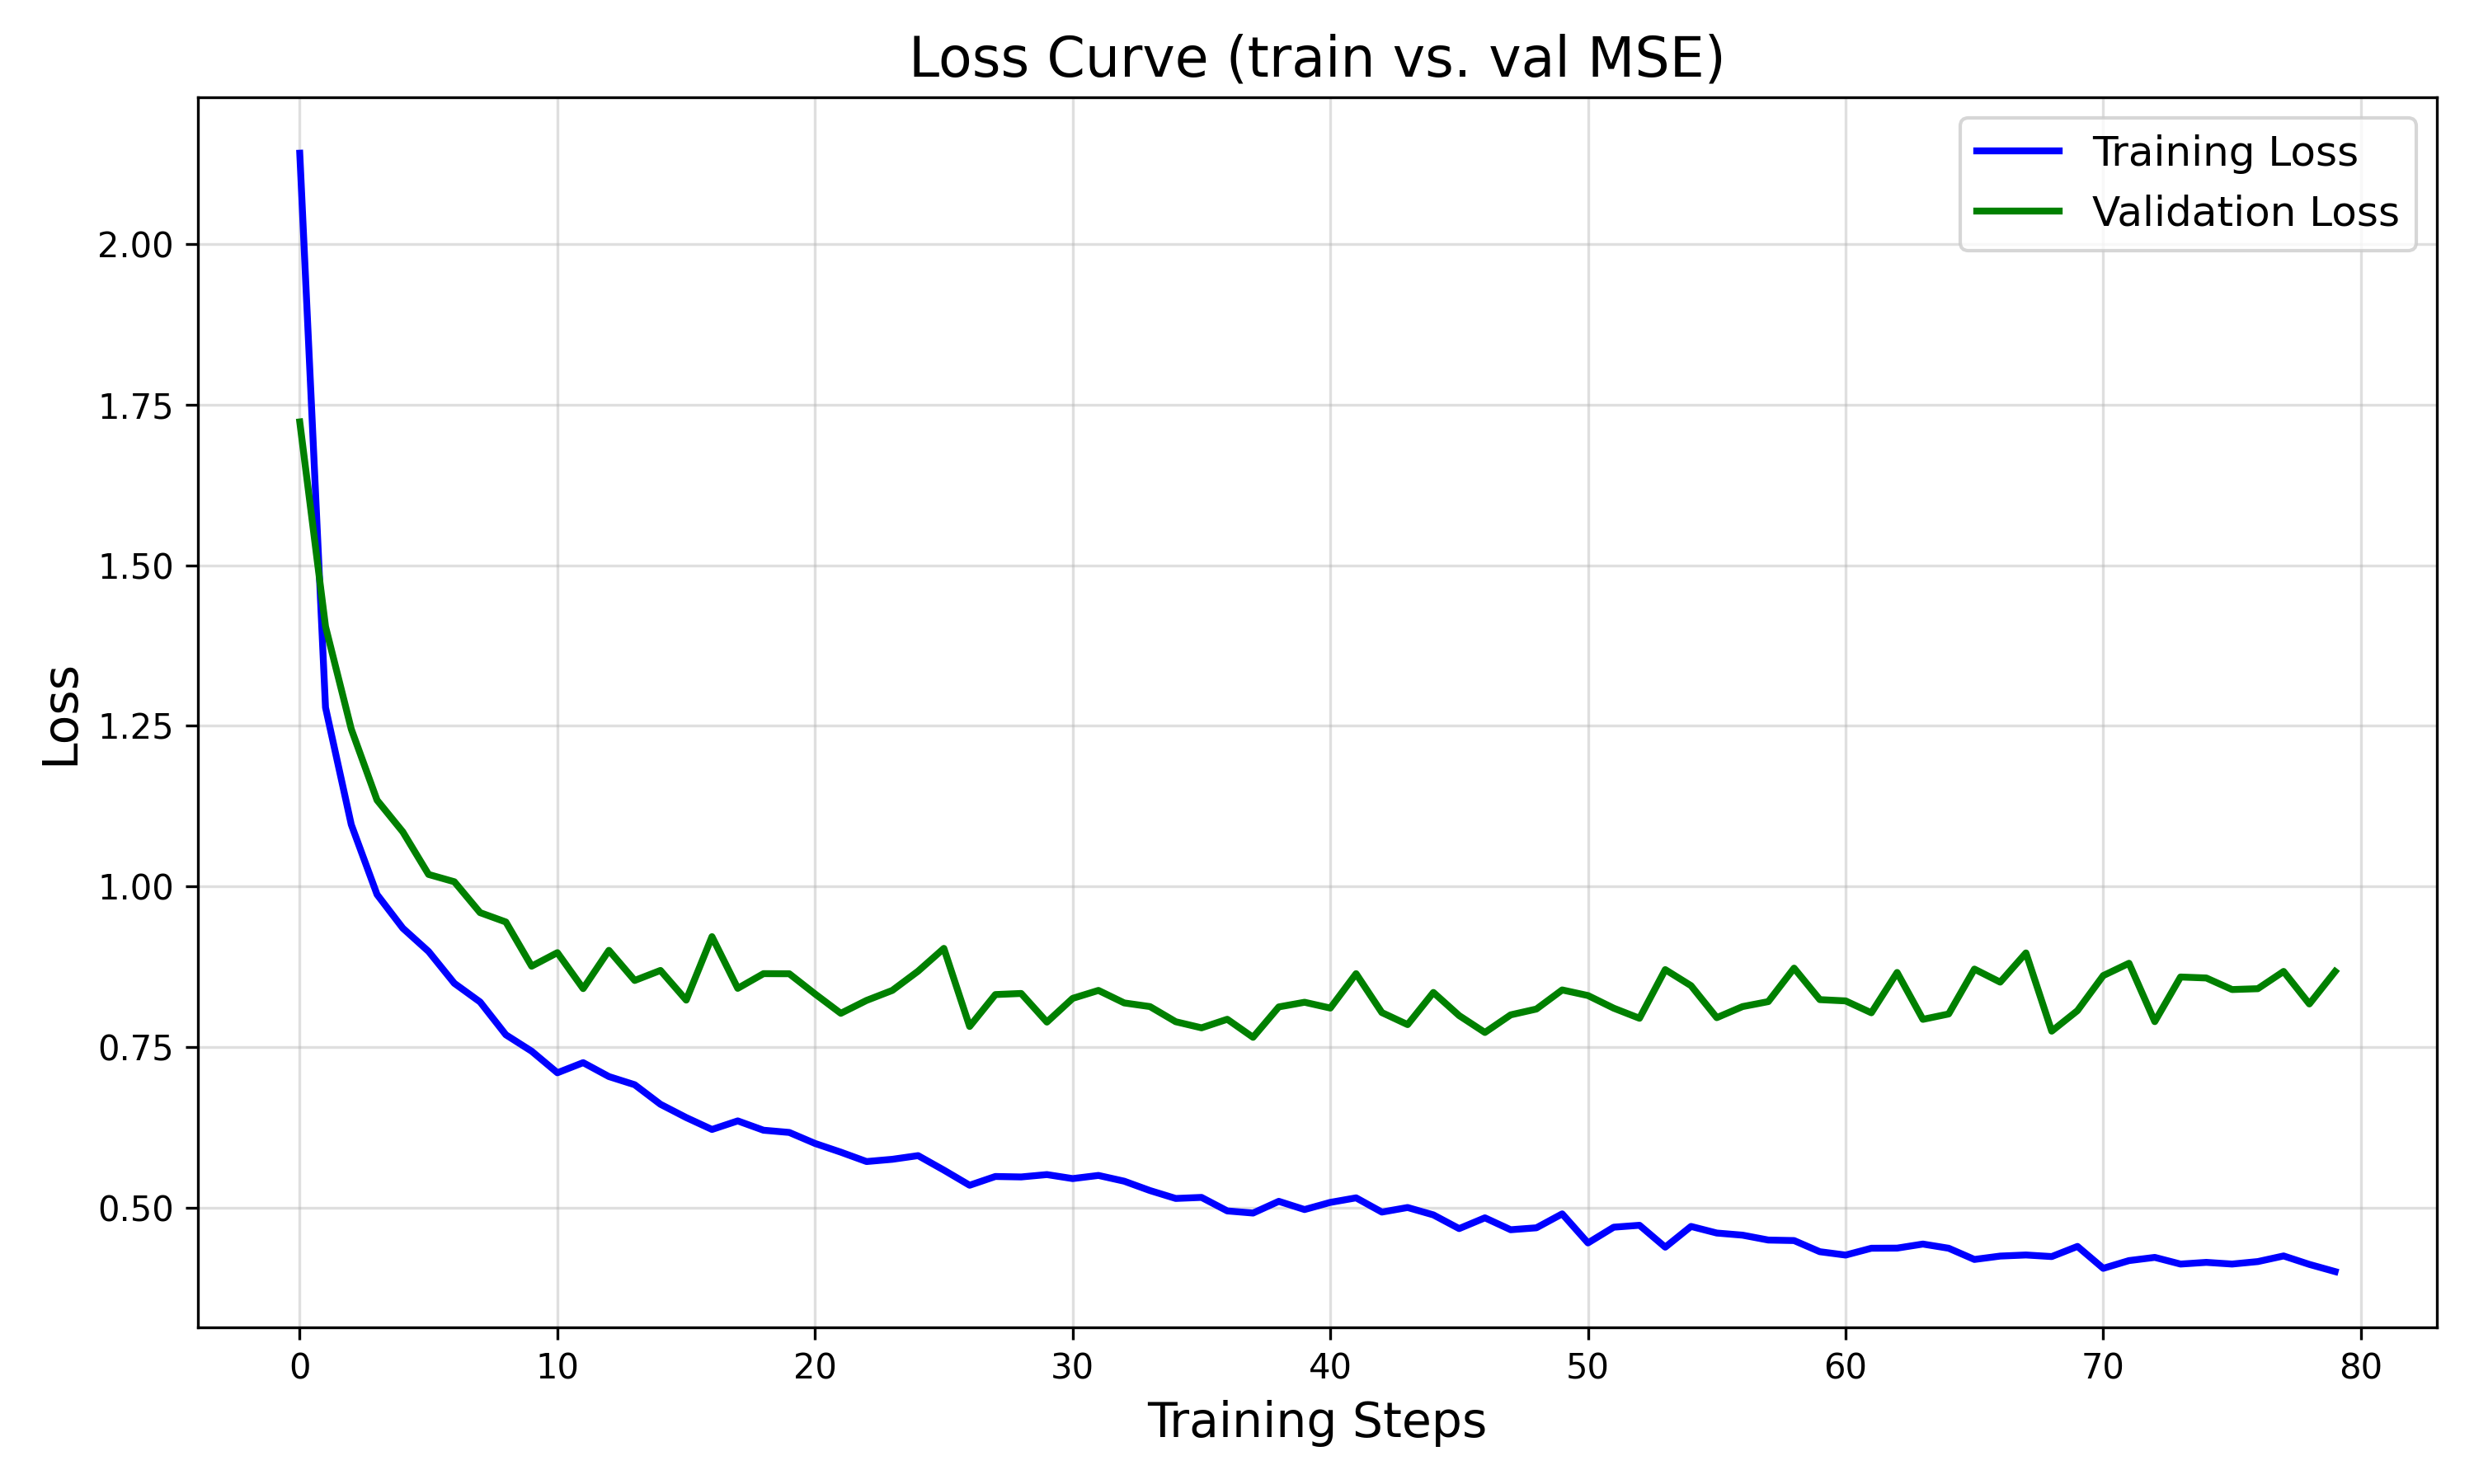 Loss Curve (train vs. val MSE)
Training Loss
Validation Loss
2.00
1.75
1.50
1.25
1.00
0.75
0.50
Loss
0 10 20 30 40 50 60 70 80
Training Steps